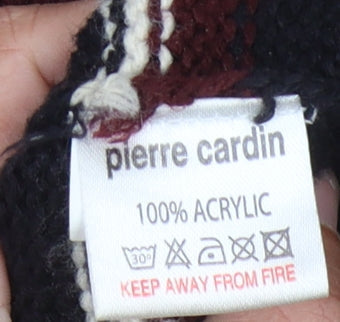 pierre cardin
100% ACRYLIC
30°
KEEP AWAY FROM FIRE